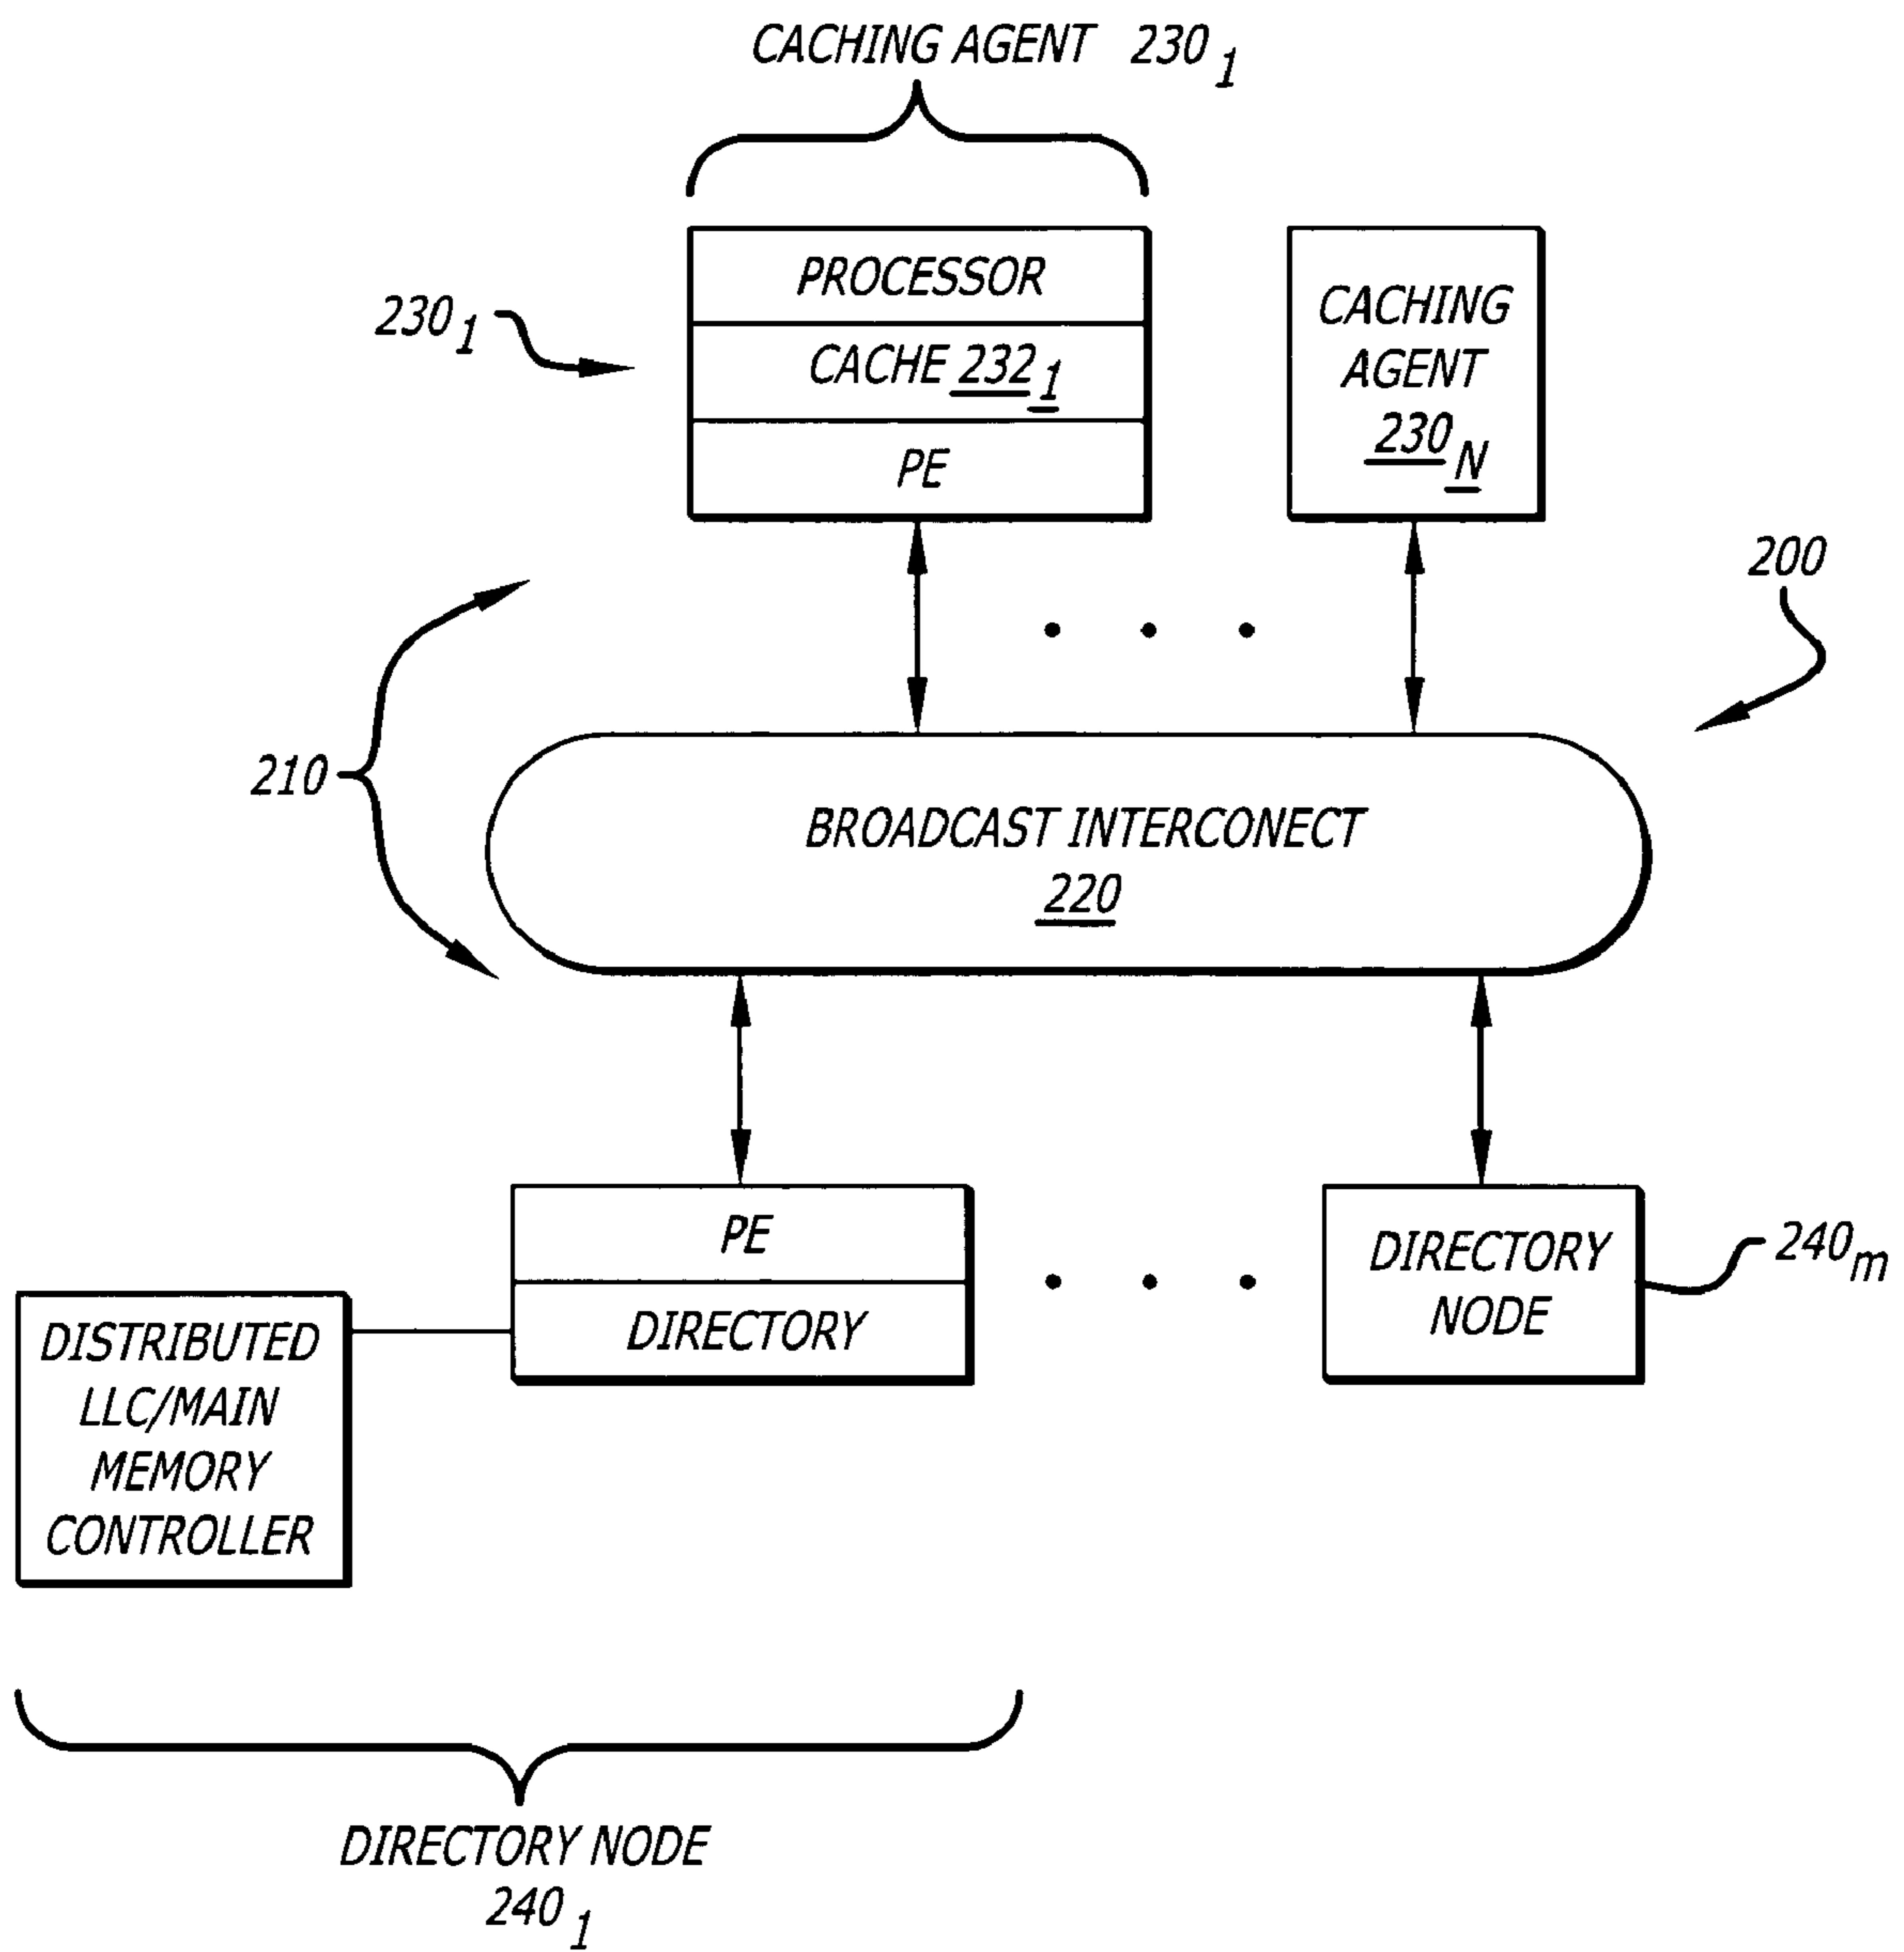 CACHING AGENT 230 1
PROCESSOR
230 1
CACHE 232 1
PE
CACHING
AGENT
230 N
200
210
BROADCAST INTERCONECT
220
PE
DIRECTORY
DIRECTORY
NODE
240 m
DISTRIBUTED
LLC/MAIN
MEMORY
CONTROLLER
DIRECTORY NODE
240 1